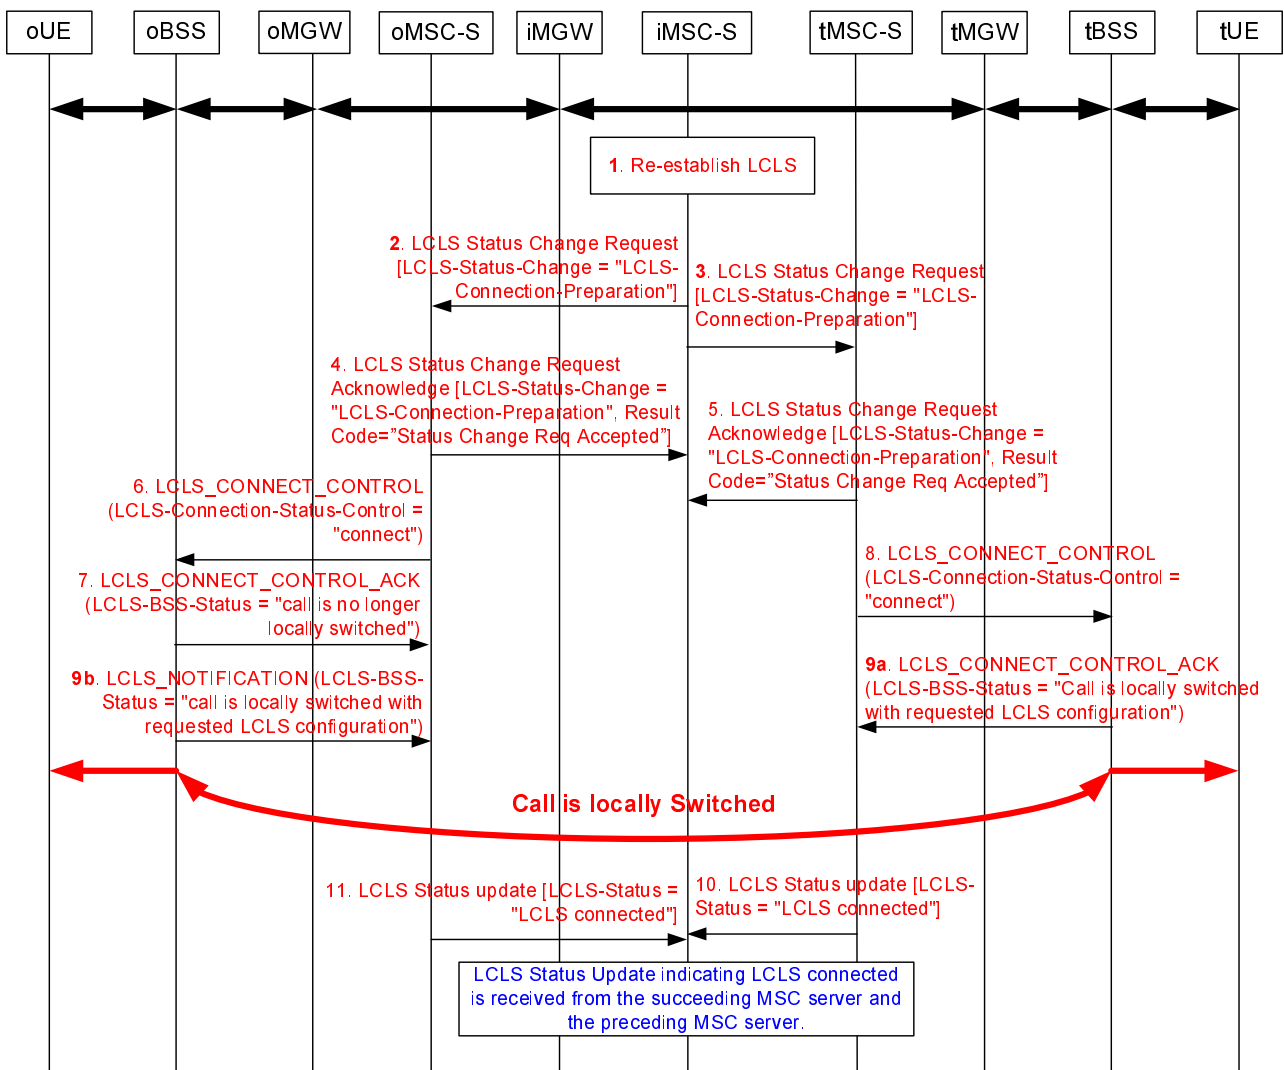 oUE
oBSS
oMGW
oMSC-S
iMGW
iMSC-S
tMSC-S
tMGW
tBSS
tUE
1. Re-establish LCLS
2. LCLS Status Change Request
[LCLS-Status-Change = "LCLS-
Connection-Preparation"]
3. LCLS Status Change Request
[LCLS-Status-Change = "LCLS-
Connection-Preparation"]
4. LCLS Status Change Request
Acknowledge [LCLS-Status-Change =
"LCLS-Connection-Preparation", Result
Code=”Status Change Req Accepted”]
5. LCLS Status Change Request
Acknowledge [LCLS-Status-Change =
"LCLS-Connection-Preparation", Result
Code=”Status Change Req Accepted”]
6. LCLS_CONNECT_CONTROL
(LCLS-Connection-Status-Control =
"connect")
7. LCLS_CONNECT_CONTROL_ACK
(LCLS-BSS-Status = "call is no longer
locally switched")
8. LCLS_CONNECT_CONTROL
(LCLS-Connection-Status-Control =
"connect")
9a. LCLS_CONNECT_CONTROL_ACK
(LCLS-BSS-Status = "Call is locally switched
with requested LCLS configuration")
9b. LCLS_NOTIFICATION (LCLS-BSS-
Status = "call is locally switched with
requested LCLS configuration")
Call is locally Switched
10. LCLS Status update [LCLS-
Status = "LCLS connected"]
11. LCLS Status update [LCLS-Status =
"LCLS connected"]
LCLS Status Update indicating LCLS connected
is received from the succeeding MSC server and
the preceding MSC server.